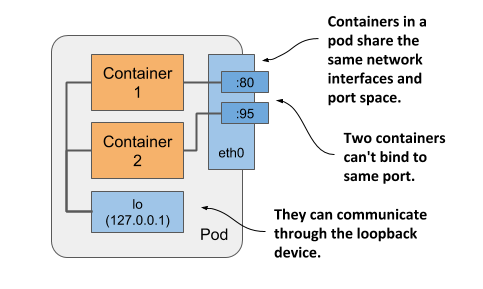 Containers in a
pod share the
same network
interfaces and
port space.
Container
1
:80
:95
Container
2
eth0
Two containers
can't bind to
same port.
lo
(127.0.0.1)
Pod
They can communicate
through the loopback
device.